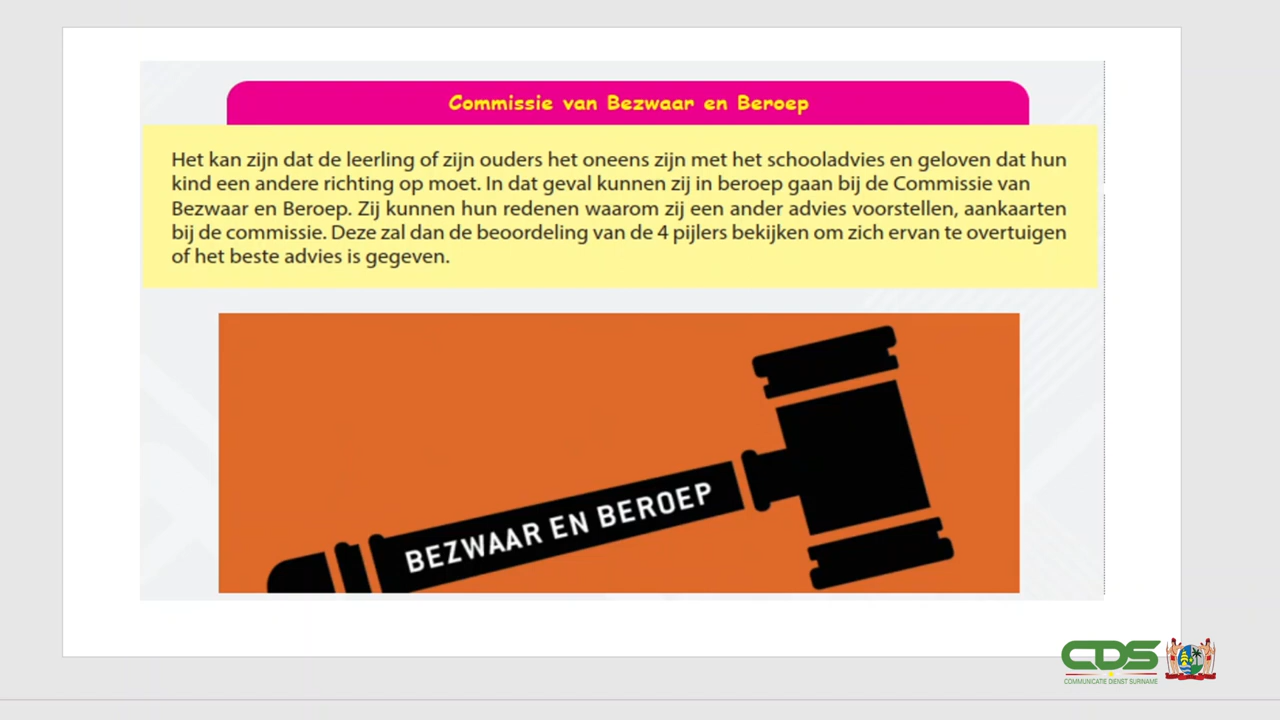 Commissie van Bezwaar en Beroep
Het kan zijn dat de leerling of zijn ouders het oneens zijn met het schooladvies en geloven dat hun
kind een andere richting op moet. In dat geval kunnen zij in beroep gaan bij de Commissie van
Bezwaar en Beroep. Zij kunnen hun redenen waarom zij een ander advies voorstellen, aankaarten
bij de commissie. Deze zal dan de beoordeling van de 4 pijlers bekijken om zich ervan te overtuigen
of het beste advies is gegeven.
BEZWAAR EN BEROEP
CDS
COMMUNICATIE DIENST SURINAME